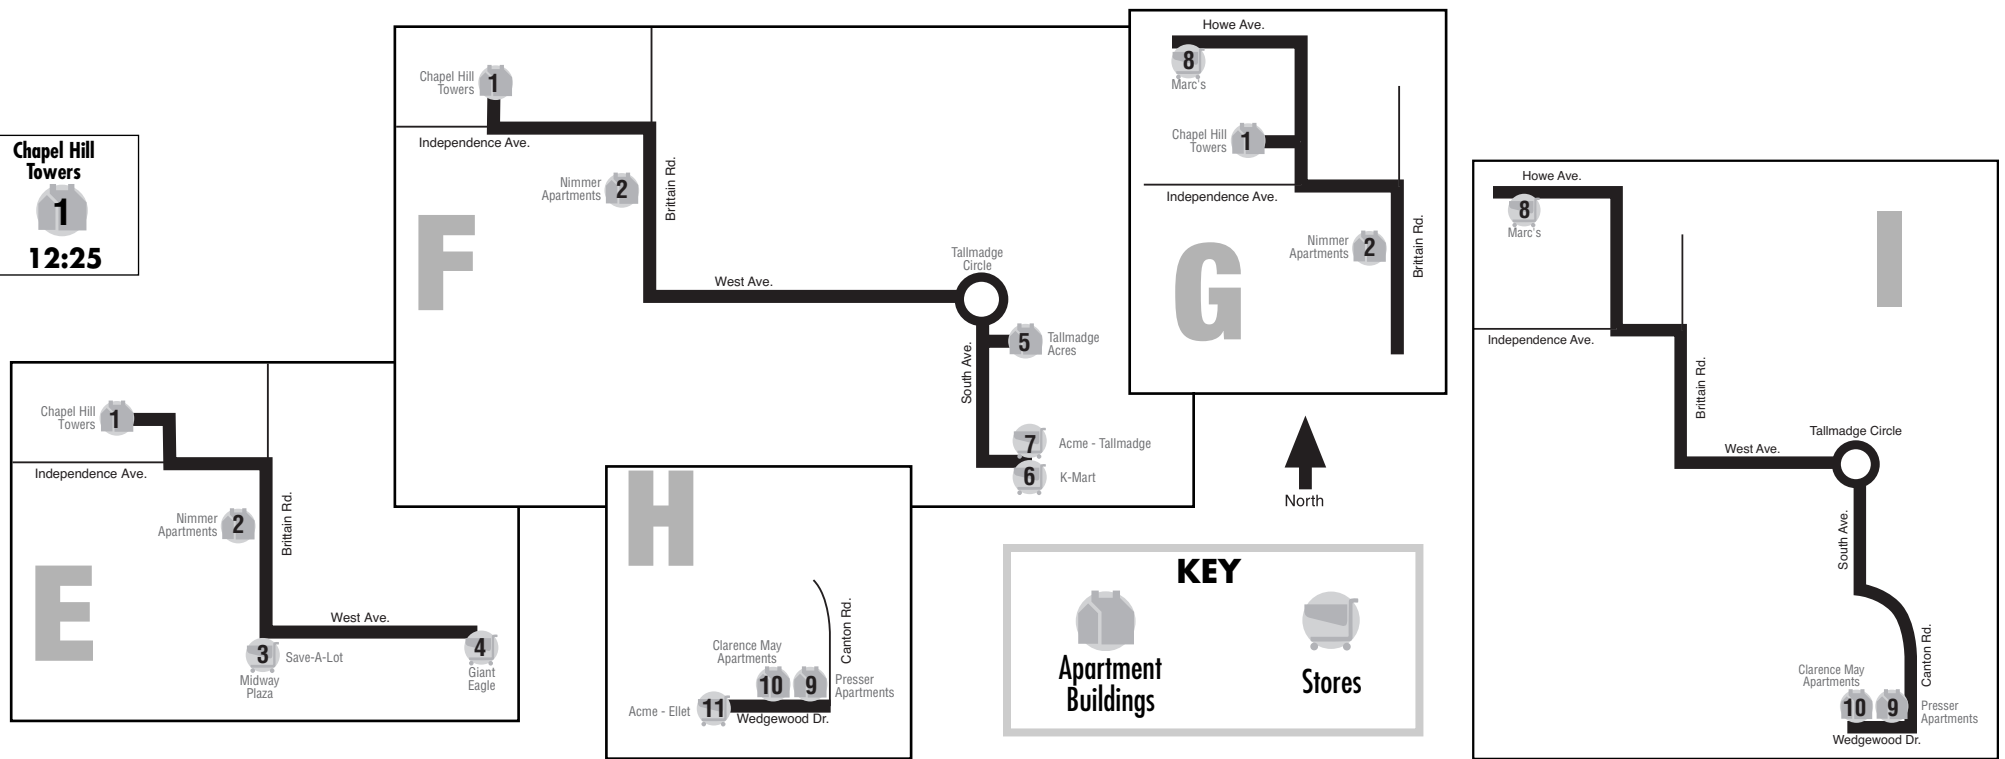 Chapel Hill
Towers
1
12:25
E
Chapel Hill
Towers
1
Independence Ave.
Nimmer
Apartments
2
Brittain Rd.
West Ave.
3
Save-A-Lot
Midway
Plaza
4
Giant
Eagle
F
Chapel Hill
Towers
1
Independence Ave.
Nimmer
Apartments
2
Brittain Rd.
West Ave.
Tallmadge
Circle
5
Tallmadge
Acres
South Ave.
7
Acme - Tallmadge
6
K-Mart
G
Howe Ave.
8
Marc's
Chapel Hill
Towers
1
Independence Ave.
Nimmer
Apartments
2
Brittain Rd.
H
Canton Rd.
Clarence May
Apartments
10
9
Presser
Apartments
Acme - Ellet
11
Wedgewood Dr.
North
KEY
Apartment
Buildings
Stores
I
Howe Ave.
8
Marc's
Independence Ave.
Brittain Rd.
Tallmadge Circle
West Ave.
South Ave.
Canton Rd.
Clarence May
Apartments
10
9
Presser
Apartments
Wedgewood Dr.